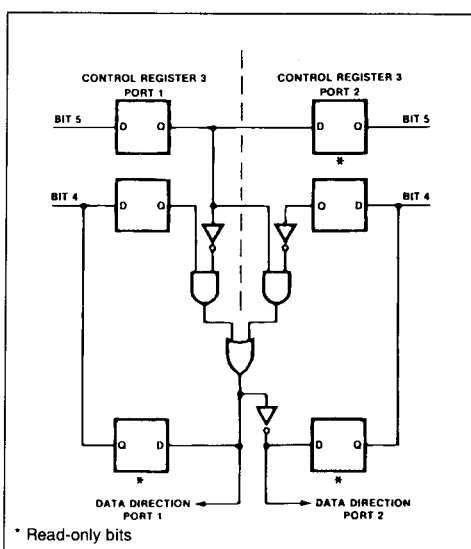 CONTROL REGISTER 3
PORT 1
CONTROL REGISTER 3
PORT 2
BIT 5
D Q
D Q
BIT 5
*
BIT 4
D Q
Q D
BIT 4
Q D
D Q
*
*
DATA DIRECTION
PORT 1
DATA DIRECTION
PORT 2
* Read-only bits